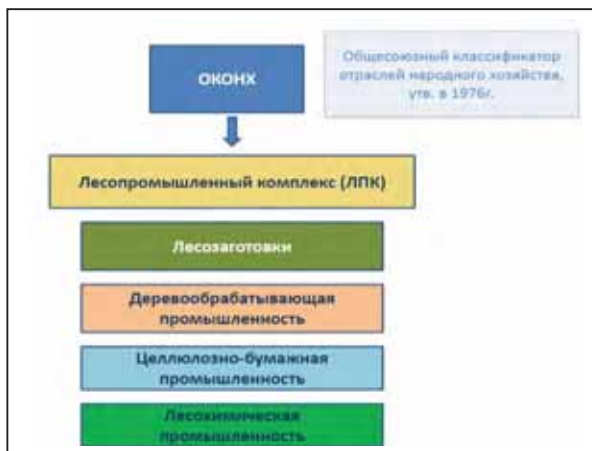 ОКОНХ
Общесоюзный классификатор
отраслей народного хозяйства,
утв. в 1976г.
Лесопромышленный комплекс (ЛПК)
Лесозаготовки
Деревообрабатывающая
промышленность
Целлюлозно-бумажная
промышленность
Лесохимическая
промышленность